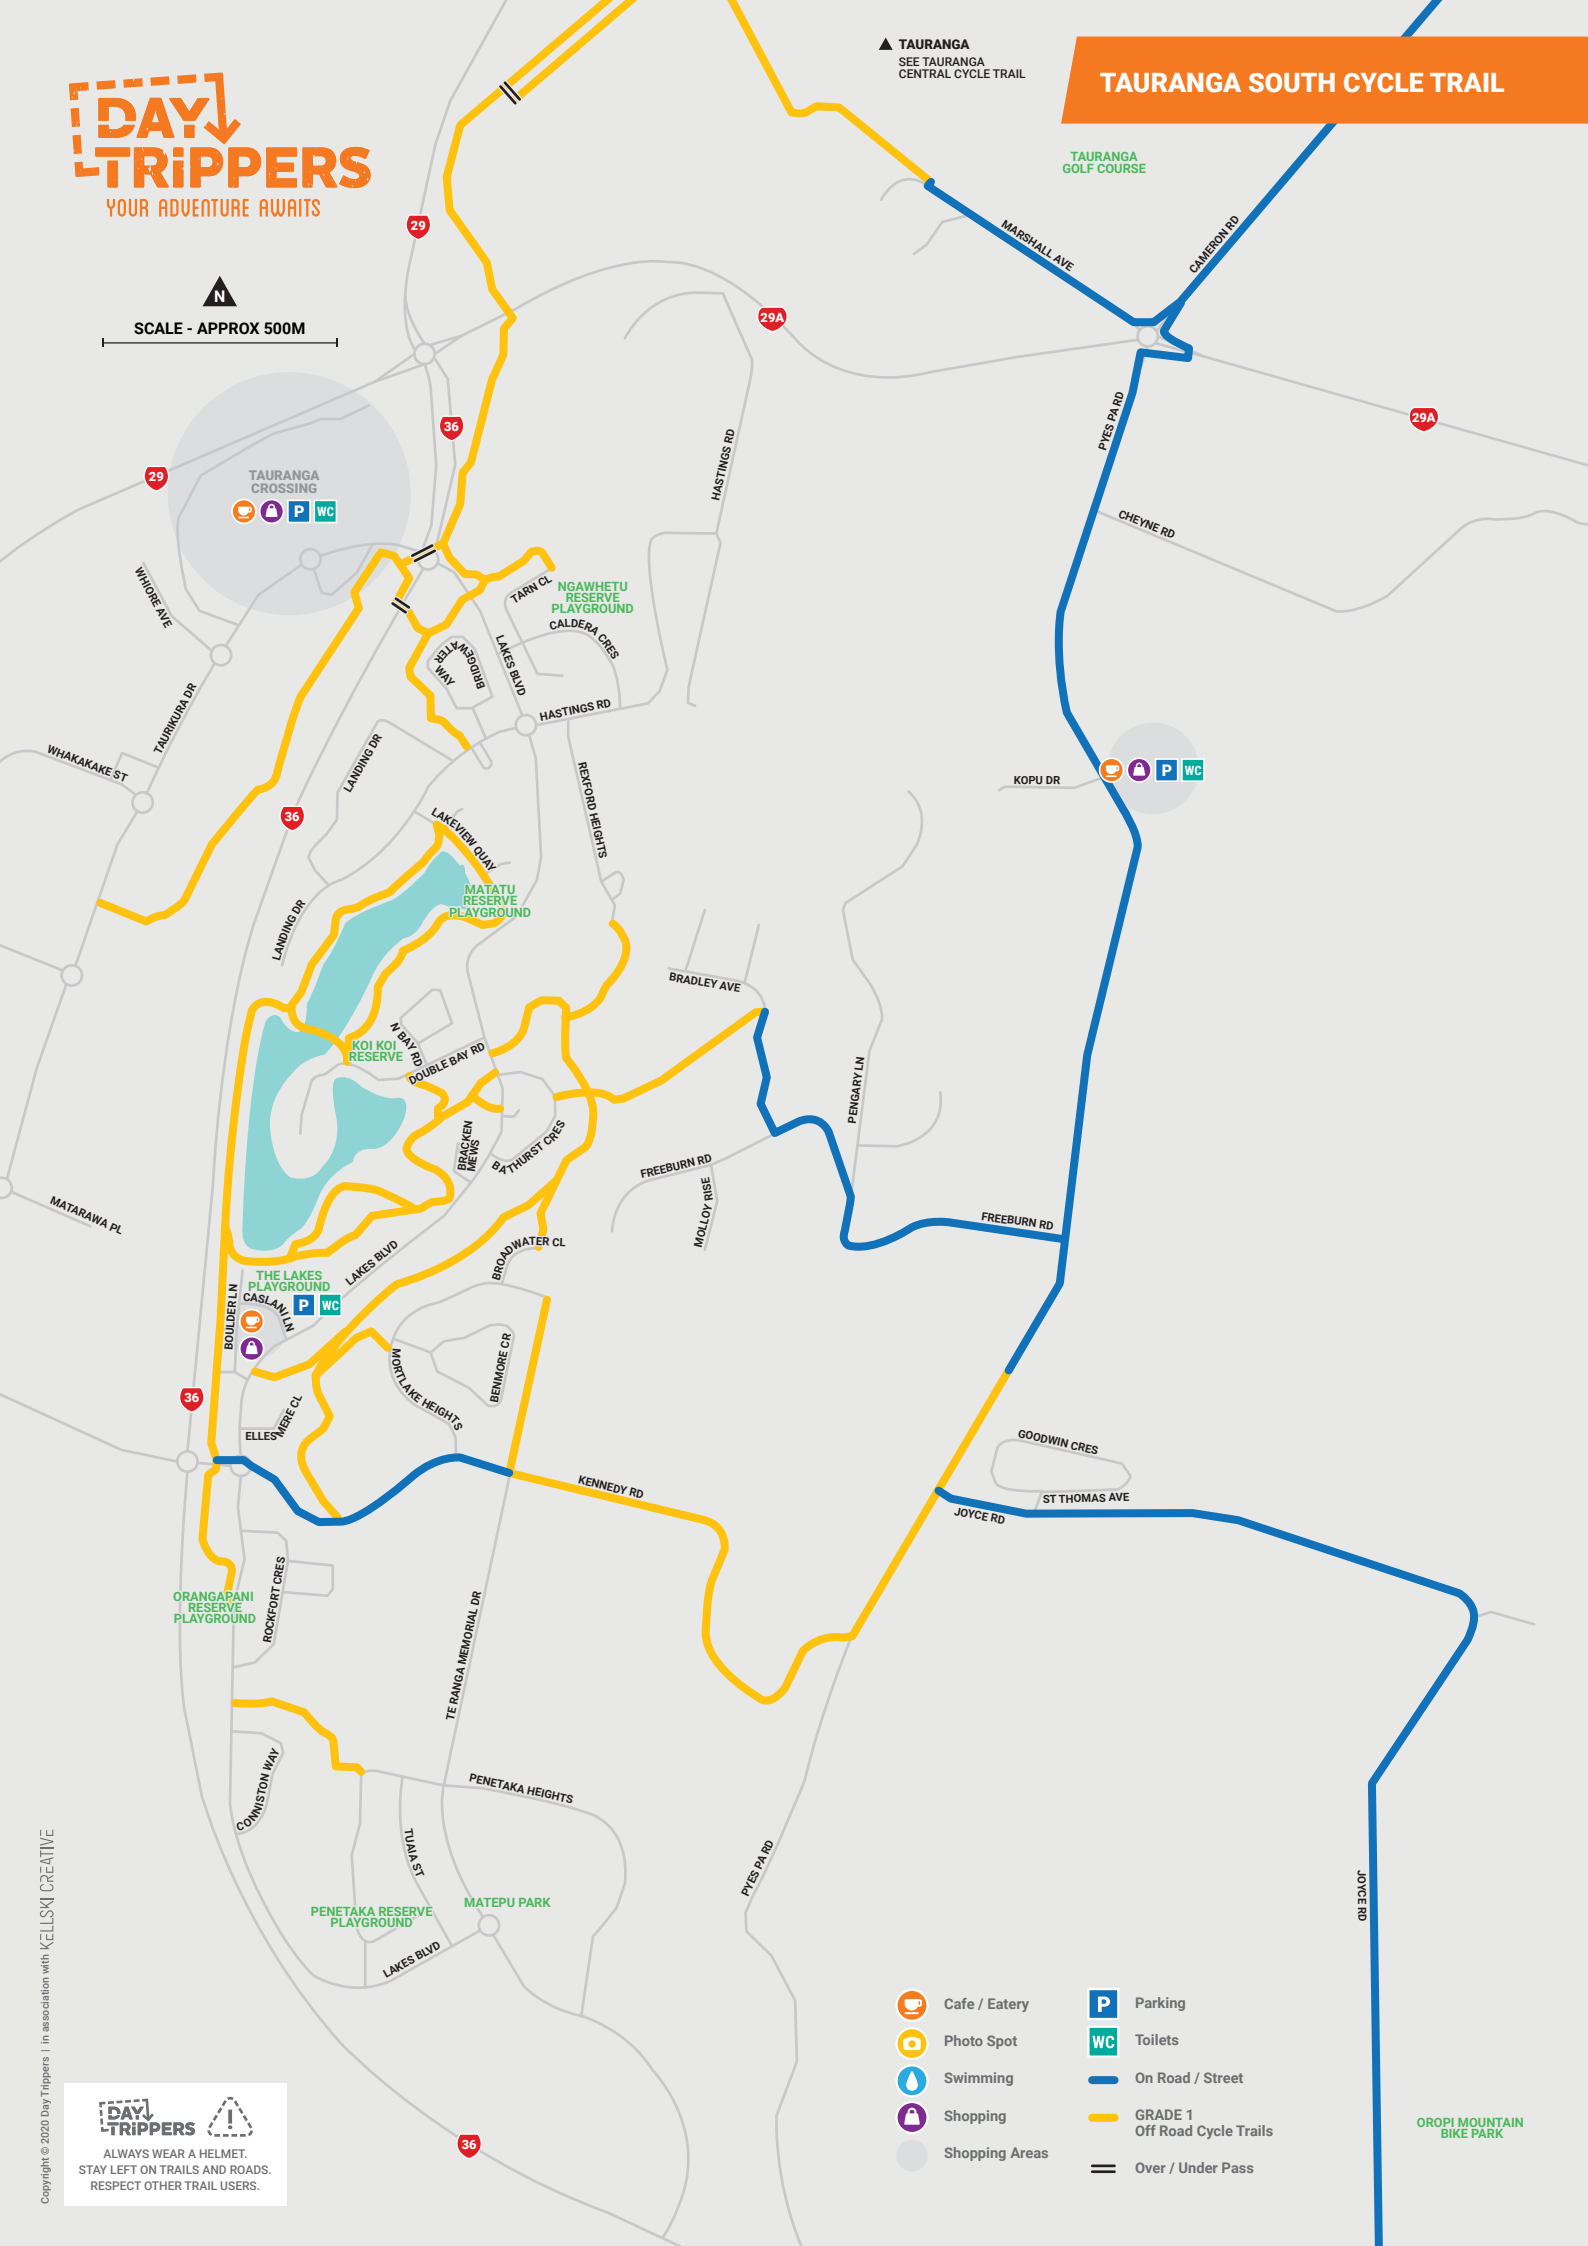 TAURANGA
SEE TAURANGA
CENTRAL CYCLE TRAIL
TAURANGA SOUTH CYCLE TRAIL
DAY
TRiPPERS
YOUR ADVENTURE AWAITS
N
SCALE - APPROX 500M
TAURANGA
GOLF COURSE
MARSHALL AVE
CAMERON RD
29
29A
36
29A
29
TAURANGA
CROSSING
P
WC
PYES PA RD
HASTINGS RD
CHEYNE RD
WHIORE AVE
TARN CL
NGAWHETU
RESERVE
PLAYGROUND
CALDERA CRES
BRIDGEWATER
WAY
LAKES BLVD
HASTINGS RD
TAURIKURA DR
WHAKAKAKE ST
LANDING DR
REXFORD HEIGHTS
KOPU DR
P
WC
36
LAKEVIEW QUAY
MATATU
RESERVE
PLAYGROUND
LANDING DR
BRADLEY AVE
N BAY RD
KOI KOI
RESERVE
DOUBLE BAY RD
PENGARY LN
BRACKEN
MEWS
BATHURST CRES
FREEBURN RD
MOLLOY RISE
MATARAWA PL
FREEBURN RD
LAKES BLVD
BROADWATER CL
THE LAKES
PLAYGROUND
CASLANI LN
BOULDER LN
P
WC
BENMORE CR
MORTLAKE HEIGHTS
36
ELLESMERE CL
KENNEDY RD
GOODWIN CRES
ST THOMAS AVE
JOYCE RD
ROCKFORT CRES
ORANGAPANI
RESERVE
PLAYGROUND
TE RANGA MEMORIAL DR
CONNISTON WAY
PENETAKA HEIGHTS
TUAIA ST
PYES PA RD
JOYCE RD
PENETAKA RESERVE
PLAYGROUND
MATEPU PARK
LAKES BLVD
36
OROPI MOUNTAIN
BIKE PARK
Cafe / Eatery
Photo Spot
Swimming
Shopping
Shopping Areas
P
Parking
WC
Toilets
On Road / Street
GRADE 1
Off Road Cycle Trails
Over / Under Pass
Copyright © 2020 Day Trippers | in association with KELLSKI CREATIVE
DAY
TRiPPERS
!
ALWAYS WEAR A HELMET.
STAY LEFT ON TRAILS AND ROADS.
RESPECT OTHER TRAIL USERS.